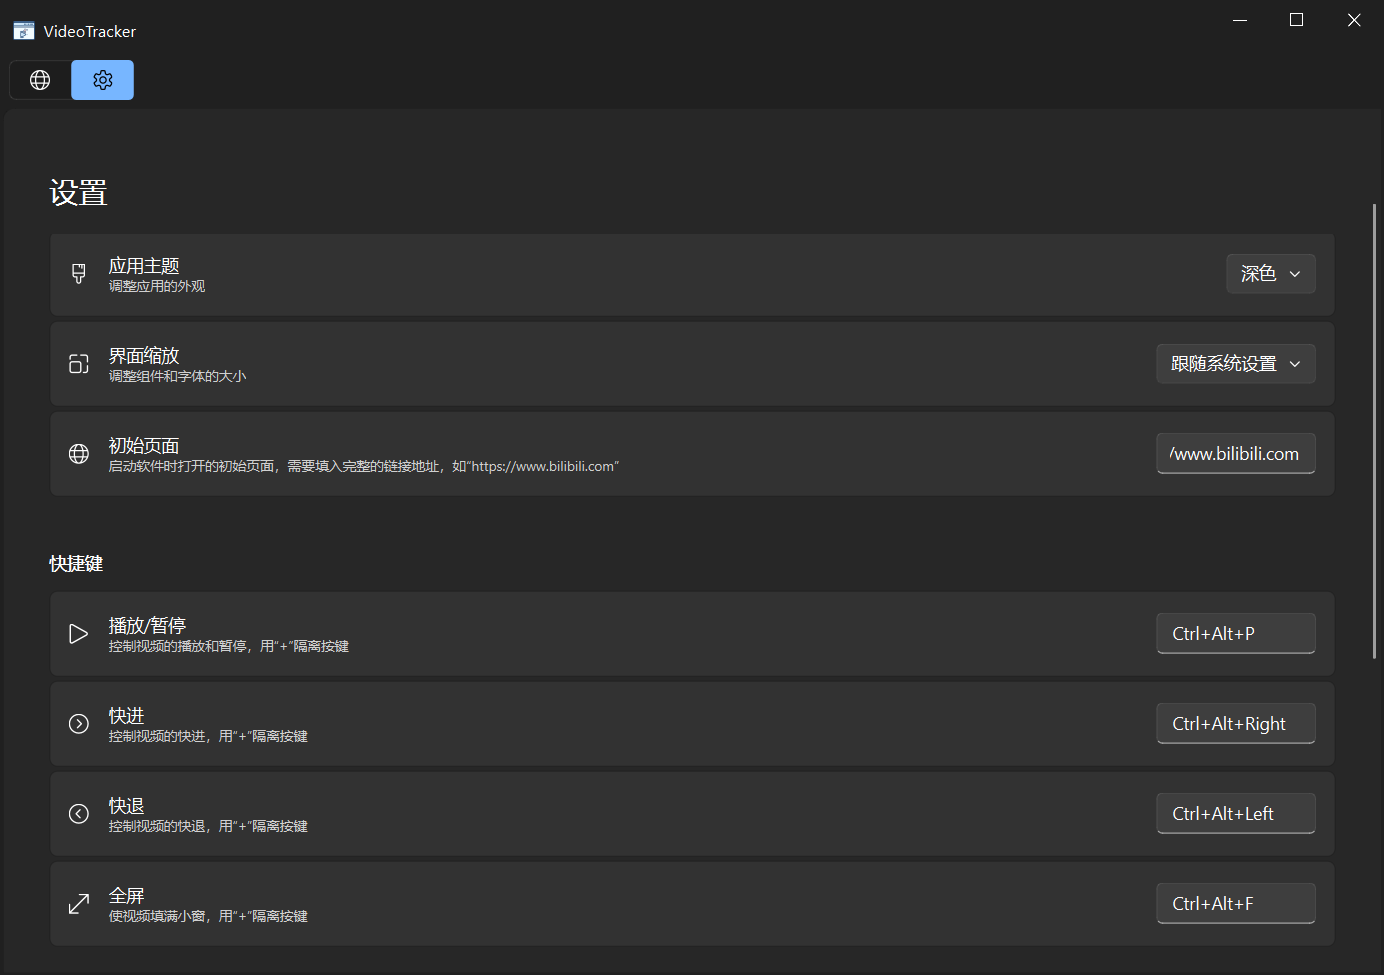 VideoTracker
设置
应用主题
调整应用的外观
深色
界面缩放
调整组件和字体的大小
跟随系统设置
初始页面
启动软件时打开的初始页面，需要填入完整的链接地址，如"https://www.bilibili.com"
/www.bilibili.com
快捷键
播放/暂停
控制视频的播放和暂停，用"+"隔离按键
Ctrl+Alt+P
快进
控制视频的快进，用"+"隔离按键
Ctrl+Alt+Right
快退
控制视频的快退，用"+"隔离按键
Ctrl+Alt+Left
全屏
使视频填满小窗，用"+"隔离按键
Ctrl+Alt+F